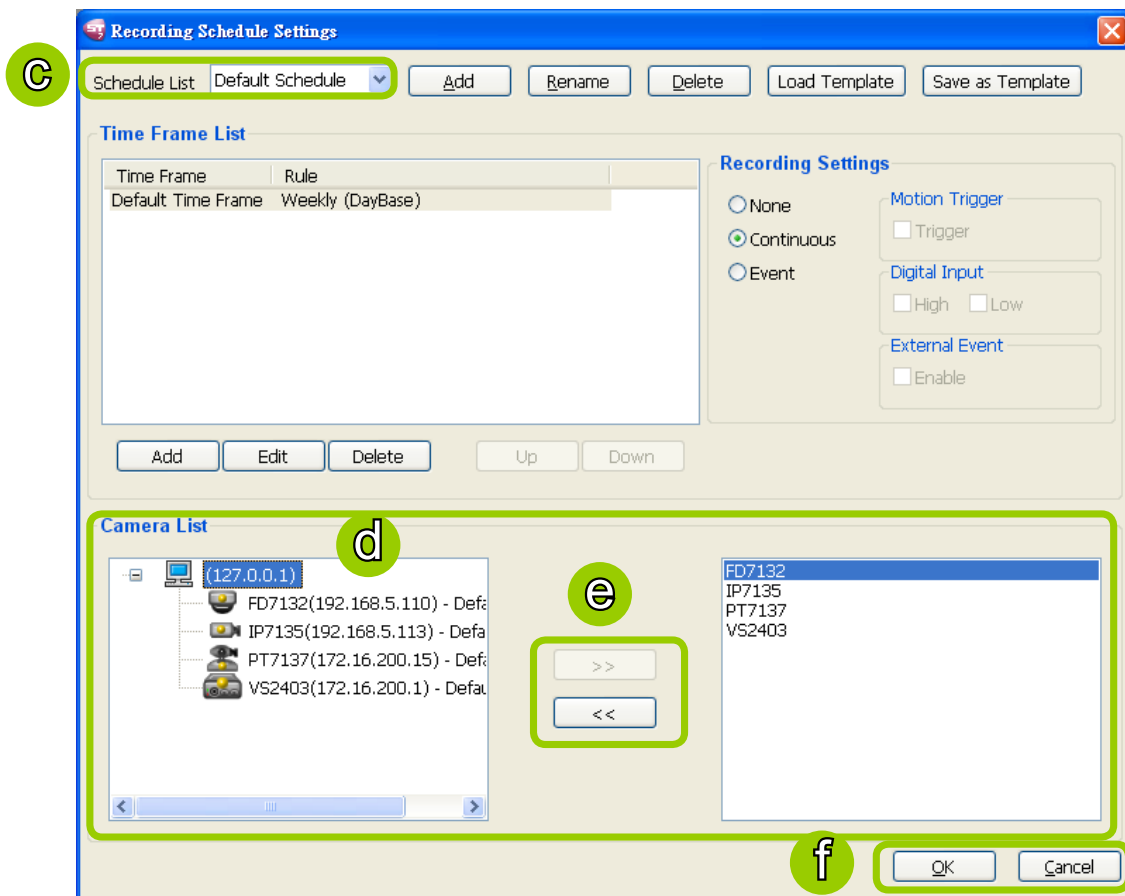 Recording Schedule Settings
C
Schedule List Default Schedule Add Rename Delete Load Template Save as Template
Time Frame List
Time Frame Rule
Default Time Frame Weekly (DayBase)
Recording Settings
None
Continuous
Event
Motion Trigger
Trigger
Digital Input
High Low
External Event
Enable
Add Edit Delete Up Down
Camera List
d
(127.0.0.1)
FD7132(192.168.5.110) - Defa
IP7135(192.168.5.113) - Defa
PT7137(172.16.200.15) - Defa
VS2403(172.16.200.1) - Defau
e
>>
<<
FD7132
IP7135
PT7137
VS2403
f
OK Cancel